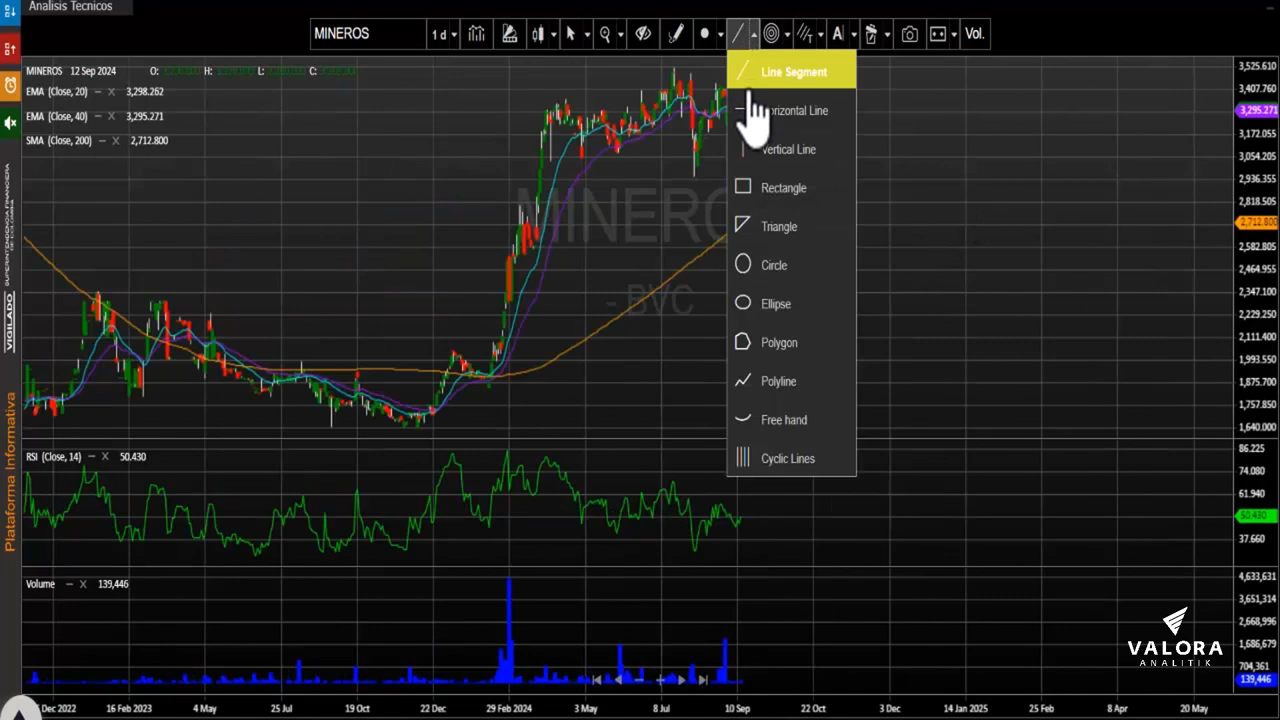 Analisis Tecnicos
MINEROS
1 d
A
Vol.
MINEROS 12 Sep 2024 O: H: L: C:
EMA (Close, 20) – X 3,298.262
EMA (Close, 40) – X 3,295.271
SMA (Close, 200) – X 2,712.800
Line Segment
Horizontal Line
Vertical Line
Rectangle
Triangle
Circle
Ellipse
Polygon
Polyline
Free hand
Cyclic Lines
MINERO
- BVC
3,525.610
3,407.760
3,295.271
3,172.055
3,054.205
2,936.355
2,818.505
2,712.800
2,582.805
2,464.955
2,347.100
2,229.250
2,111.400
1,993.550
1,875.700
1,757.850
1,640.000
RSI (Close, 14) – X 50.430
86.225
74.080
61.940
50.430
37.660
Volume – X 139,446
4,633,631
3,651,314
2,668,996
1,686,679
704,361
139,446
Dec 2022
16 Feb 2023
4 May
25 Jul
19 Oct
22 Dec
29 Feb 2024
3 May
8 Jul
10 Sep
22 Oct
3 Dec
14 Jan 2025
25 Feb
8 Apr
20 May
VIGILADO
SUPERINTENDENCIA FINANCIERA
DE COLOMBIA
Plataforma Informativa
VALORA
ANALITIK